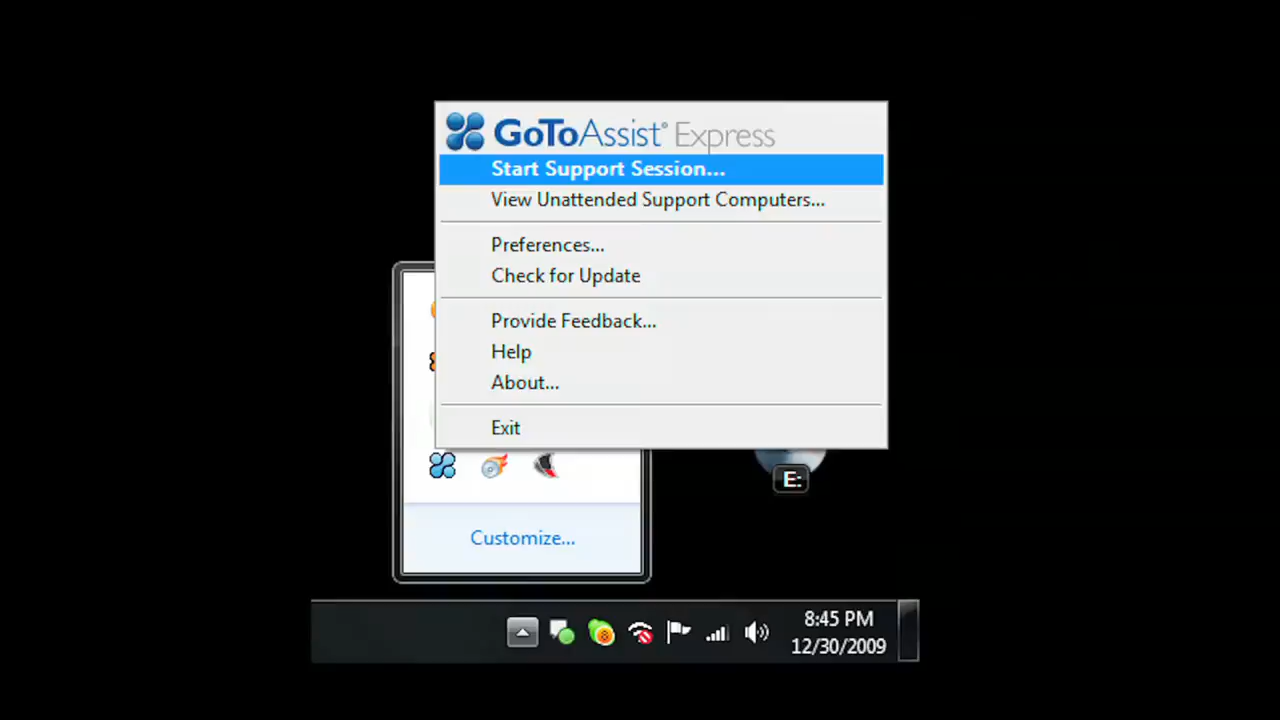 GoToAssist® Express
Start Support Session...
View Unattended Support Computers...
Preferences...
Check for Update
Provide Feedback...
Help
About...
Exit
E:
Customize...
8:45 PM
12/30/2009